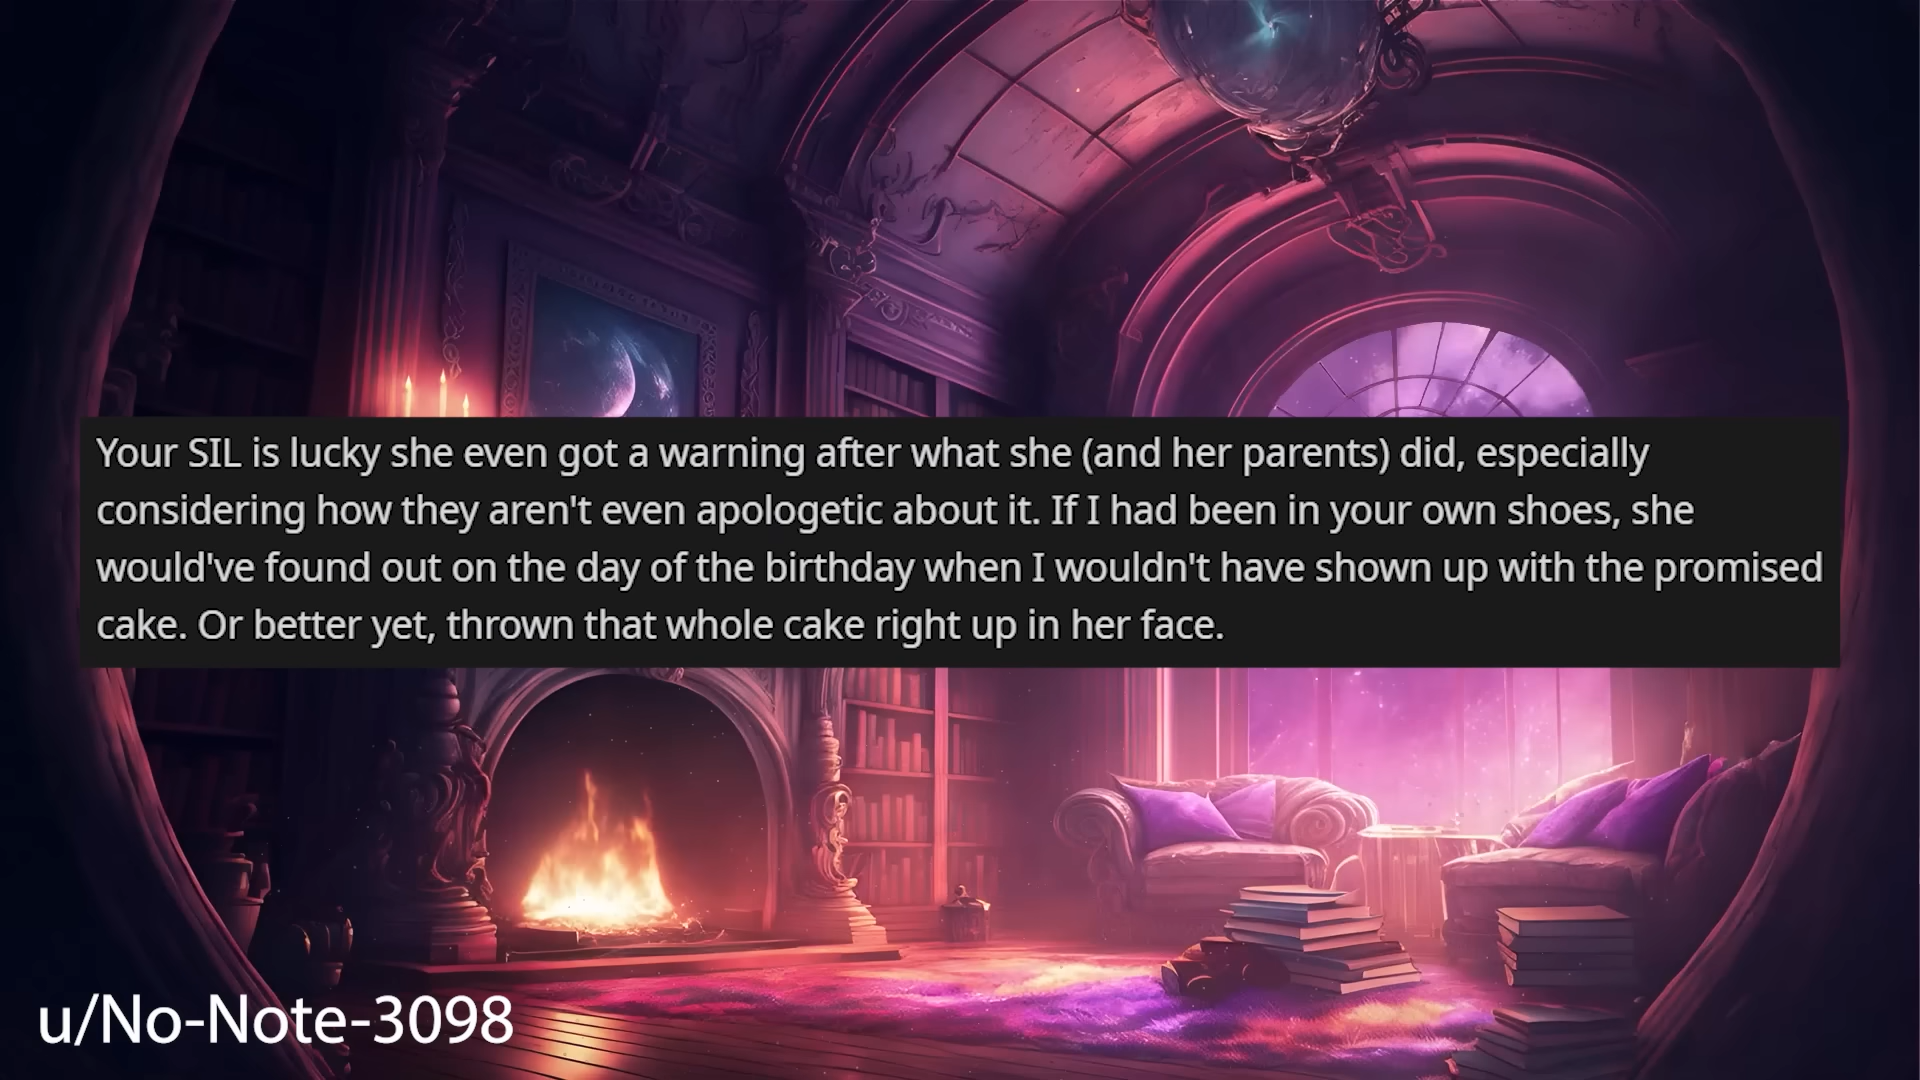 Your SIL is lucky she even got a warning after what she (and her parents) did, especially
considering how they aren't even apologetic about it. If I had been in your own shoes, she
would've found out on the day of the birthday when I wouldn't have shown up with the promised
cake. Or better yet, thrown that whole cake right up in her face.
u/No-Note-3098